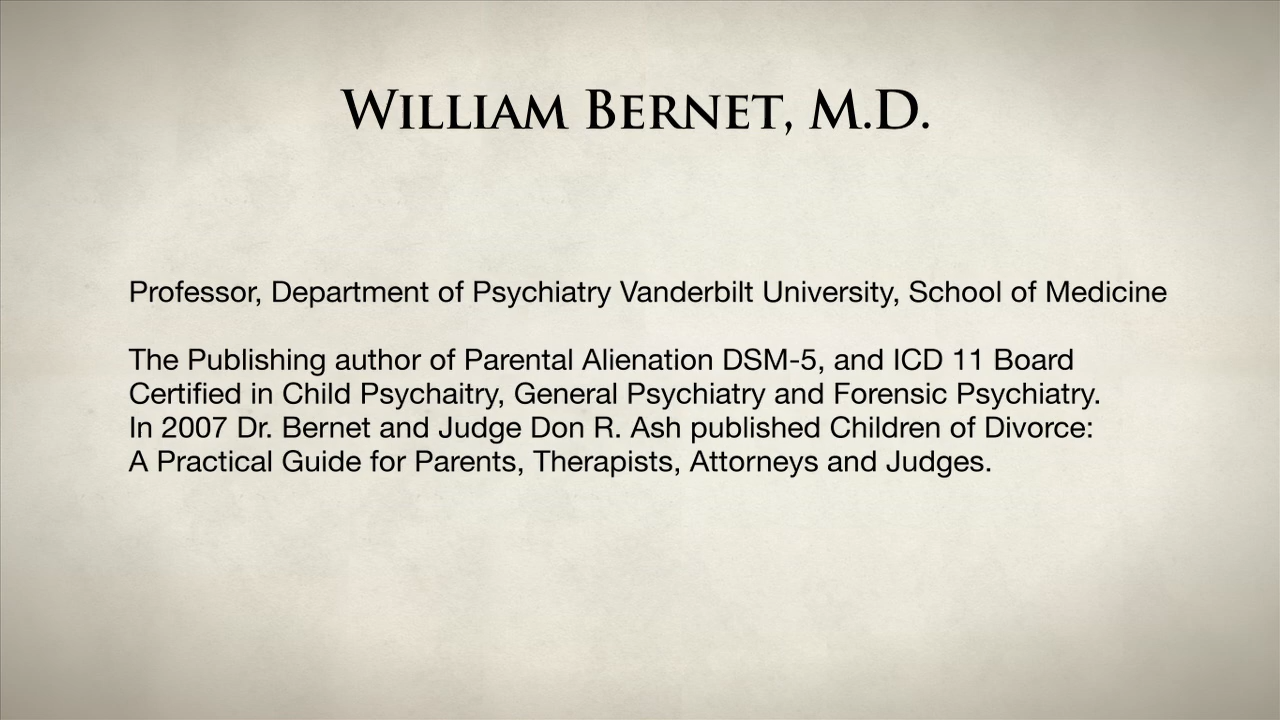 William Bernet, M.D.
Professor, Department of Psychiatry Vanderbilt University, School of Medicine
The Publishing author of Parental Alienation DSM-5, and ICD 11 Board
Certified in Child Psychaitry, General Psychiatry and Forensic Psychiatry.
In 2007 Dr. Bernet and Judge Don R. Ash published Children of Divorce:
A Practical Guide for Parents, Therapists, Attorneys and Judges.